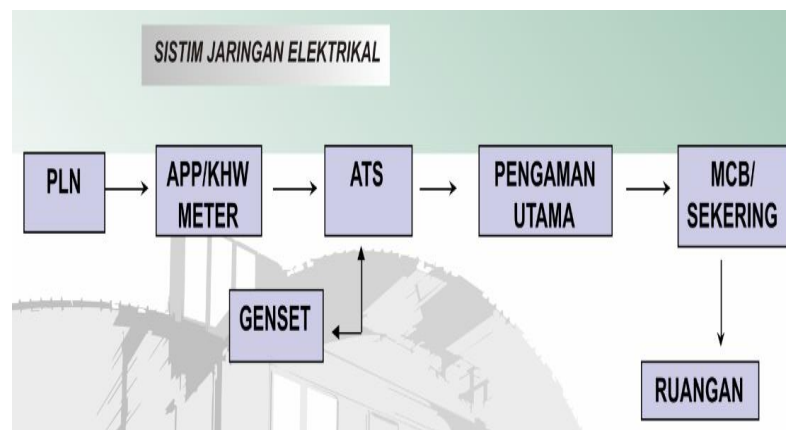 SISTIM JARINGAN ELEKTRIKAL
PLN
APP/KHW
METER
ATS
PENGAMAN
UTAMA
MCB/
SEKERING
GENSET
RUANGAN